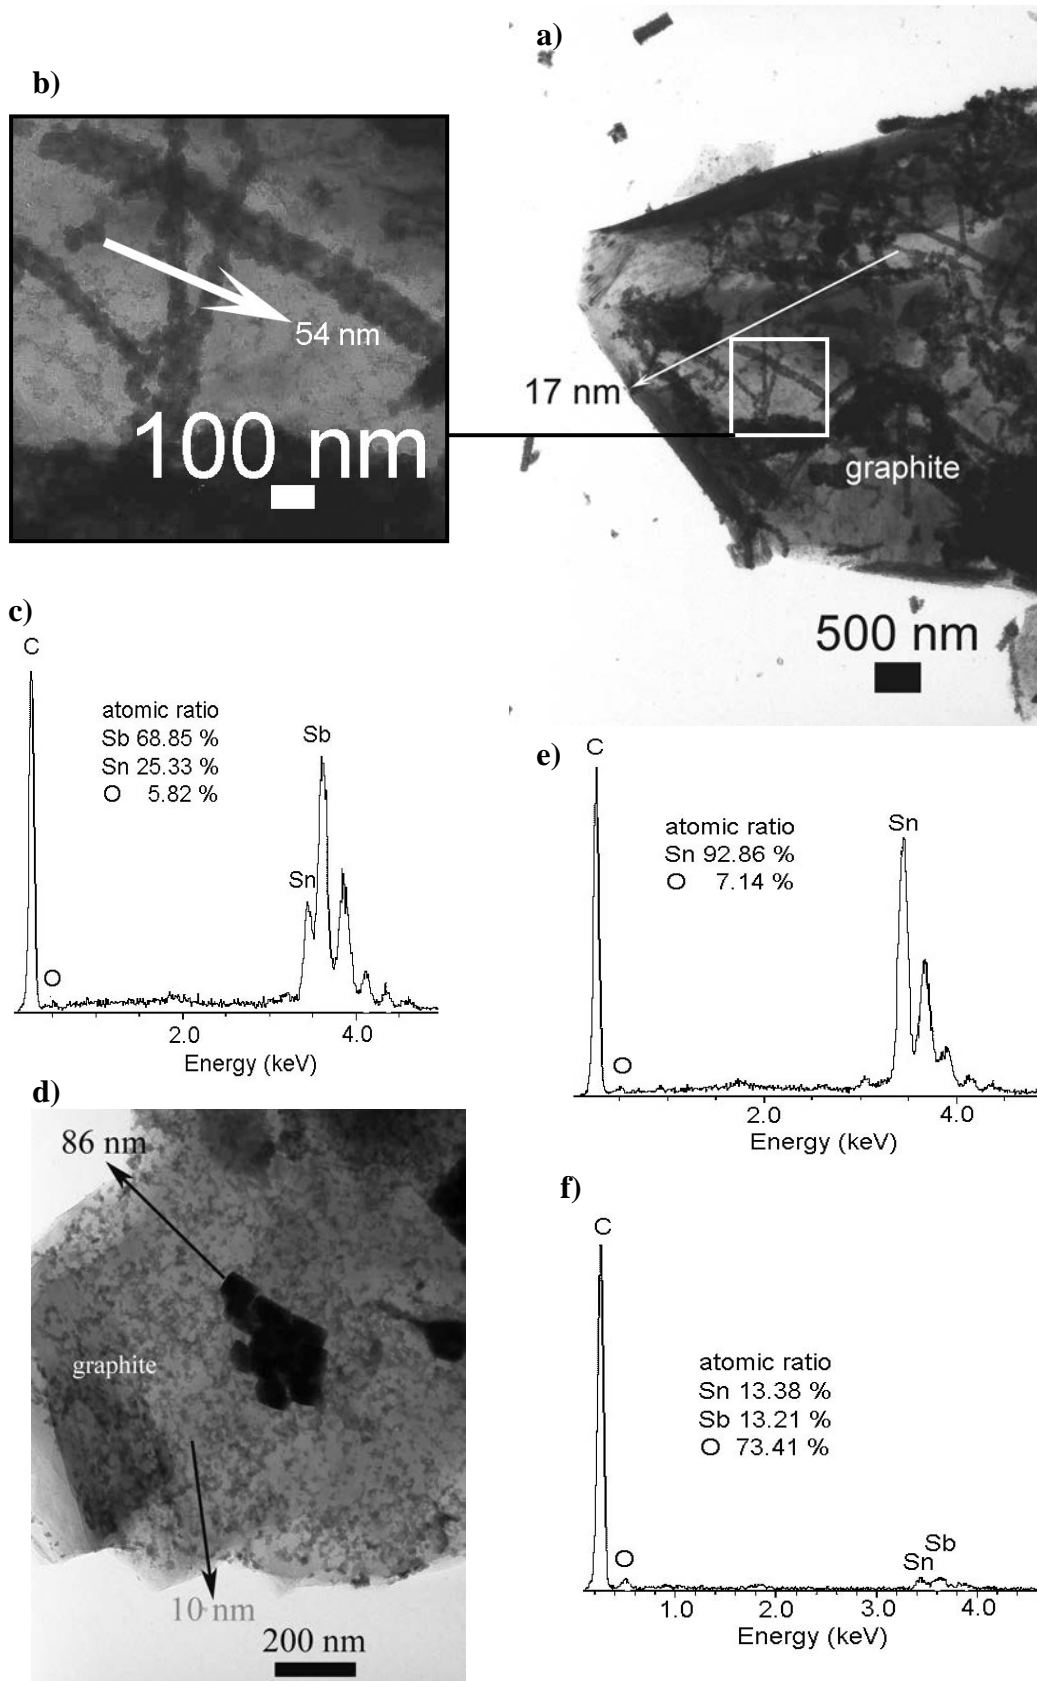 a)
b)
54 nm
100 nm
17 nm
graphite
500 nm
c)
C
atomic ratio
Sb 68.85 %
Sn 25.33 %
O 5.82 %
Sb
Sn
O
2.0
4.0
Energy (keV)
e)
C
atomic ratio
Sn 92.86 %
O 7.14 %
Sn
O
2.0
4.0
Energy (keV)
d)
86 nm
graphite
10 nm
200 nm
f)
C
atomic ratio
Sn 13.38 %
Sb 13.21 %
O 73.41 %
O
Sn
Sb
1.0
2.0
3.0
4.0
Energy (keV)